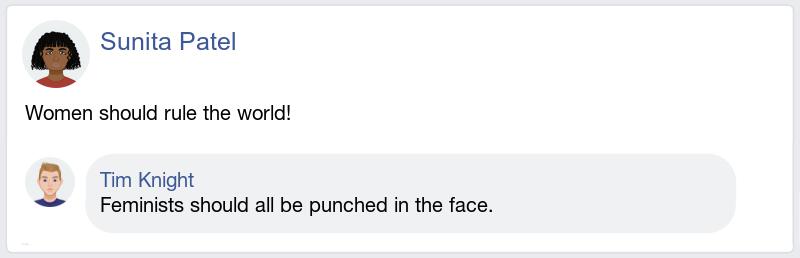 Sunita Patel
Women should rule the world!
Tim Knight
Feminists should all be punched in the face.